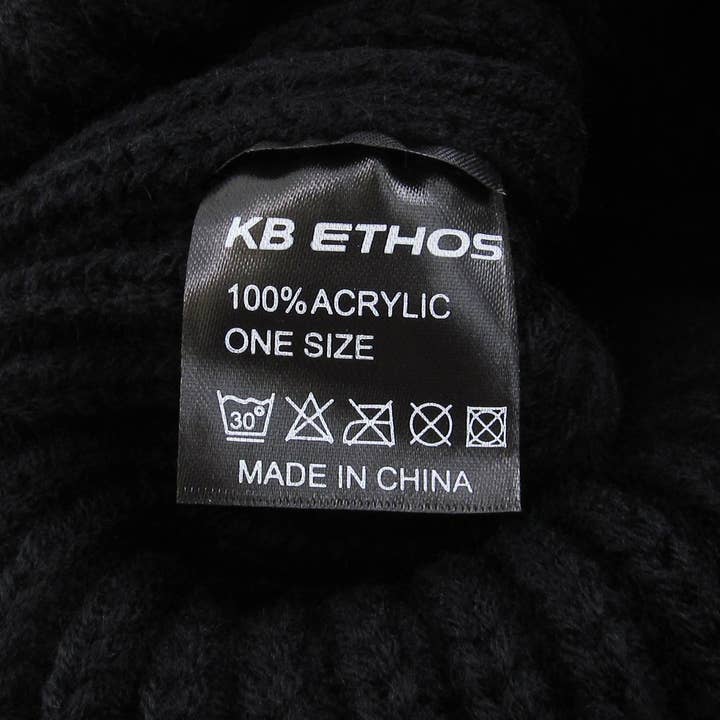 KB ETHOS
100% ACRYLIC
ONE SIZE
30°
MADE IN CHINA